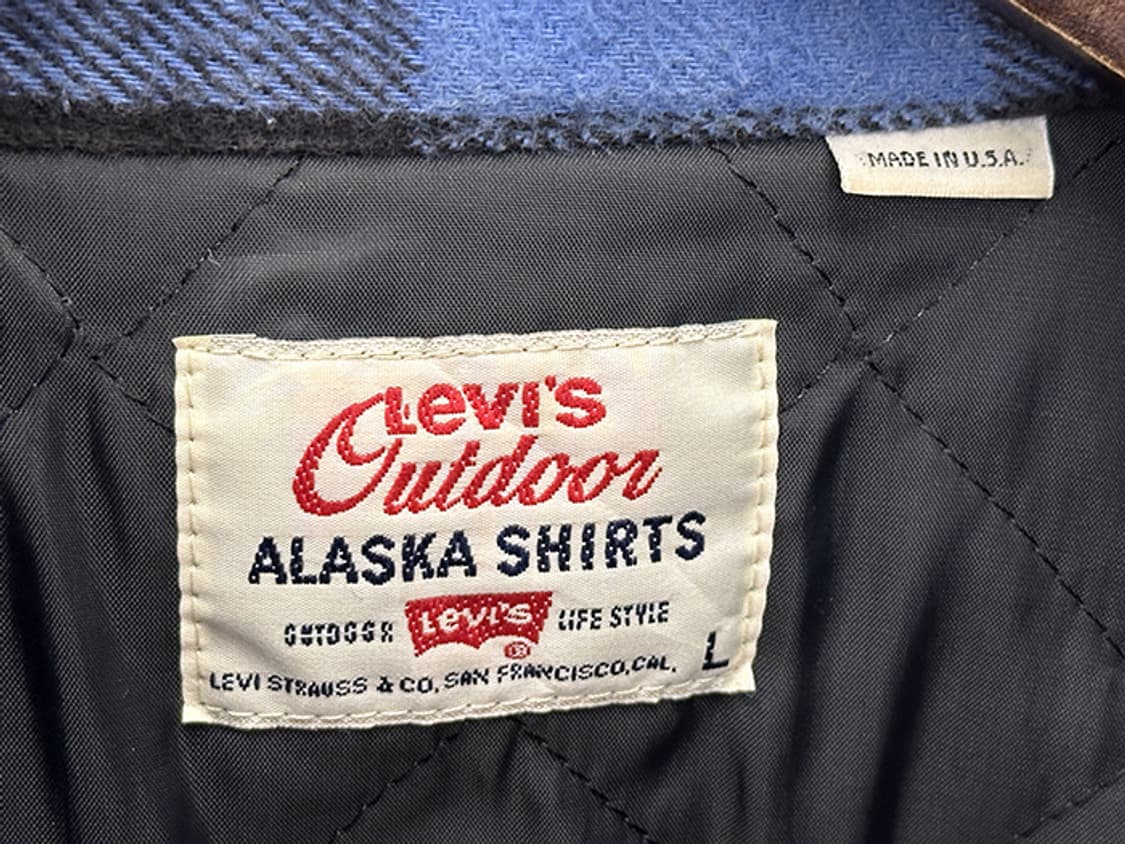 MADE IN U.S.A.
LEVI'S
Outdoor
ALASKA SHIRTS
OUTDOOR Levi's LIFE STYLE
®
L
LEVI STRAUSS & CO, SAN FRANCISCO, CAL.